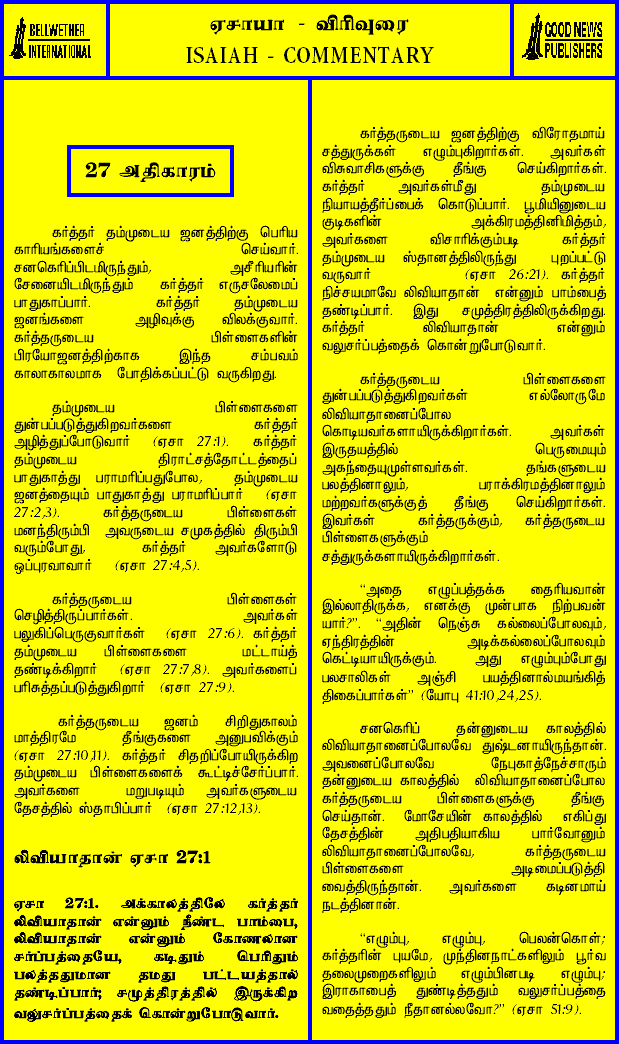 BELLWETHER
INTERNATIONAL
ஏசாயா - விரிவுரை
ISAIAH - COMMENTARY
GOOD NEWS
PUBLISHERS
27 அதிகாரம்
கர்த்தர் தம்முடைய ஜனத்திற்கு பெரிய
காரியங்களைச் செய்வார்.
சனகெரிப்பிடமிருந்தும், அசீரியரின்
சேனையிடமிருந்தும் கர்த்தர் எருசலேமைப்
பாதுகாப்பார். கர்த்தர் தம்முடைய
ஜனங்களை அழிவுக்கு விலக்குவார்.
கர்த்தருடைய பிள்ளைகளின்
பிரயோஜனத்திற்காக இந்த சம்பவம்
காலாகாலமாக போதிக்கப்பட்டு வருகிறது.
தம்முடைய பிள்ளைகளை
துன்பப்படுத்துகிறவர்களை கர்த்தர்
அழித்துப்போடுவார் (ஏசா 27:1). கர்த்தர்
தம்முடைய திராட்சத்தோட்டத்தைப்
பாதுகாத்து பராமரிப்பதுபோல, தம்முடைய
ஜனத்தையும் பாதுகாத்து பராமரிப்பார் (ஏசா
27:2,3). கர்த்தருடைய பிள்ளைகள்
மனந்திரும்பி அவருடைய சமுகத்தில் திரும்பி
வரும்போது, கர்த்தர் அவர்களோடு
ஒப்புரவாவார் (ஏசா 27:4,5).
கர்த்தருடைய பிள்ளைகள்
செழித்திருப்பார்கள். அவர்கள்
பலுகிப்பெருகுவார்கள் (ஏசா 27:6). கர்த்தர்
தம்முடைய பிள்ளைகளை மட்டாய்த்
தண்டிக்கிறார் (ஏசா 27:7,8). அவர்களைப்
பரிசுத்தப்படுத்துகிறார் (ஏசா 27:9).
கர்த்தருடைய ஜனம் சிறிதுகாலம்
மாத்திரமே தீங்குகளை அனுபவிக்கும்
(ஏசா 27:10,11). கர்த்தர் சிதறிப்போயிருக்கிற
தம்முடைய பிள்ளைகளைக் கூட்டிச்சேர்ப்பார்.
அவர்களை மறுபடியும் அவர்களுடைய
தேசத்தில் ஸ்தாபிப்பார் (ஏசா 27:12,13).
லிவியாதான் ஏசா 27:1
ஏசா 27:1. அக்காலத்திலே கர்த்தர்
லிவியாதான் என்னும் நீண்ட பாம்பை,
லிவியாதான் என்னும் கோணலான
சர்ப்பத்தையே, கடிதும் பெரிதும்
பலத்ததுமான தமது பட்டயத்தால்
தண்டிப்பார்; சமுத்திரத்தில் இருக்கிற
வலுசர்ப்பத்தைக் கொன்றுபோடுவார்.
கர்த்தருடைய ஜனத்திற்கு விரோதமாய்
சத்துருக்கள் எழும்புகிறார்கள். அவர்கள்
விசுவாசிகளுக்கு தீங்கு செய்கிறார்கள்.
கர்த்தர் அவர்கள்மீது தம்முடைய
நியாயத்தீர்ப்பைக் கொடுப்பார். பூமியினுடைய
குடிகளின் அக்கிரமத்தினிமித்தம்,
அவர்களை விசாரிக்கும்படி கர்த்தர்
தம்முடைய ஸ்தானத்திலிருந்து புறப்பட்டு
வருவார் (ஏசா 26:21). கர்த்தர்
நிச்சயமாவே லிவியாதான் என்னும் பாம்பைத்
தண்டிப்பார். இது சமுத்திரத்திலிருக்கிறது.
கர்த்தர் லிவியாதான் என்னும்
வலுசர்ப்பத்தைக் கொன்றுபோடுவார்.
கர்த்தருடைய பிள்ளைகளை
துன்பப்படுத்துகிறவர்கள் எல்லோருமே
லிவியாதானைப்போல
கொடியவர்களாயிருக்கிறார்கள். அவர்கள்
இருதயத்தில் பெருமையும்
அகந்தையுமுள்ளவர்கள். தங்களுடைய
பலத்தினாலும், பராக்கிரமத்தினாலும்
மற்றவர்களுக்குத் தீங்கு செய்கிறார்கள்.
இவர்கள் கர்த்தருக்கும், கர்த்தருடைய
பிள்ளைகளுக்கும்
சத்துருக்களாயிருக்கிறார்கள்.
“அதை எழுப்பத்தக்க தைரியவான்
இல்லாதிருக்க, எனக்கு முன்பாக நிற்பவன்
யார்?”. “அதின் நெஞ்சு கல்லைப்போலவும்,
ஏந்திரத்தின் அடிக்கல்லைப்போலவும்
கெட்டியாயிருக்கும். அது எழும்பும்போது
பலசாலிகள் அஞ்சி பயத்தினால்மயங்கித்
திகைப்பார்கள்” (யோபு 41:10,24,25).
சனகெரிப் தன்னுடைய காலத்தில்
லிவியாதானைப்போலவே துஷ்டனாயிருந்தான்.
அவனைப்போலவே நேபுகாத்நேச்சாரும்
தன்னுடைய காலத்தில் லிவியாதானைப்போல
கர்த்தருடைய பிள்ளைகளுக்கு தீங்கு
செய்தான். மோசேயின் காலத்தில் எகிப்து
தேசத்தின் அதிபதியாகிய பார்வோனும்
லிவியாதானைப்போலவே, கர்த்தருடைய
பிள்ளைகளை அடிமைப்படுத்தி
வைத்திருந்தான். அவர்களை கடினமாய்
நடத்தினான்.
“எழும்பு, எழும்பு, பெலன்கொள்;
கர்த்தரின் புயமே, முந்தினநாட்களிலும் பூர்வ
தலைமுறைகளிலும் எழும்பினபடி எழும்பு;
இராகாபைத் துண்டித்ததும் வலுசர்ப்பத்தை
வதைத்ததும் நீதானல்லவோ?” (ஏசா 51:9).